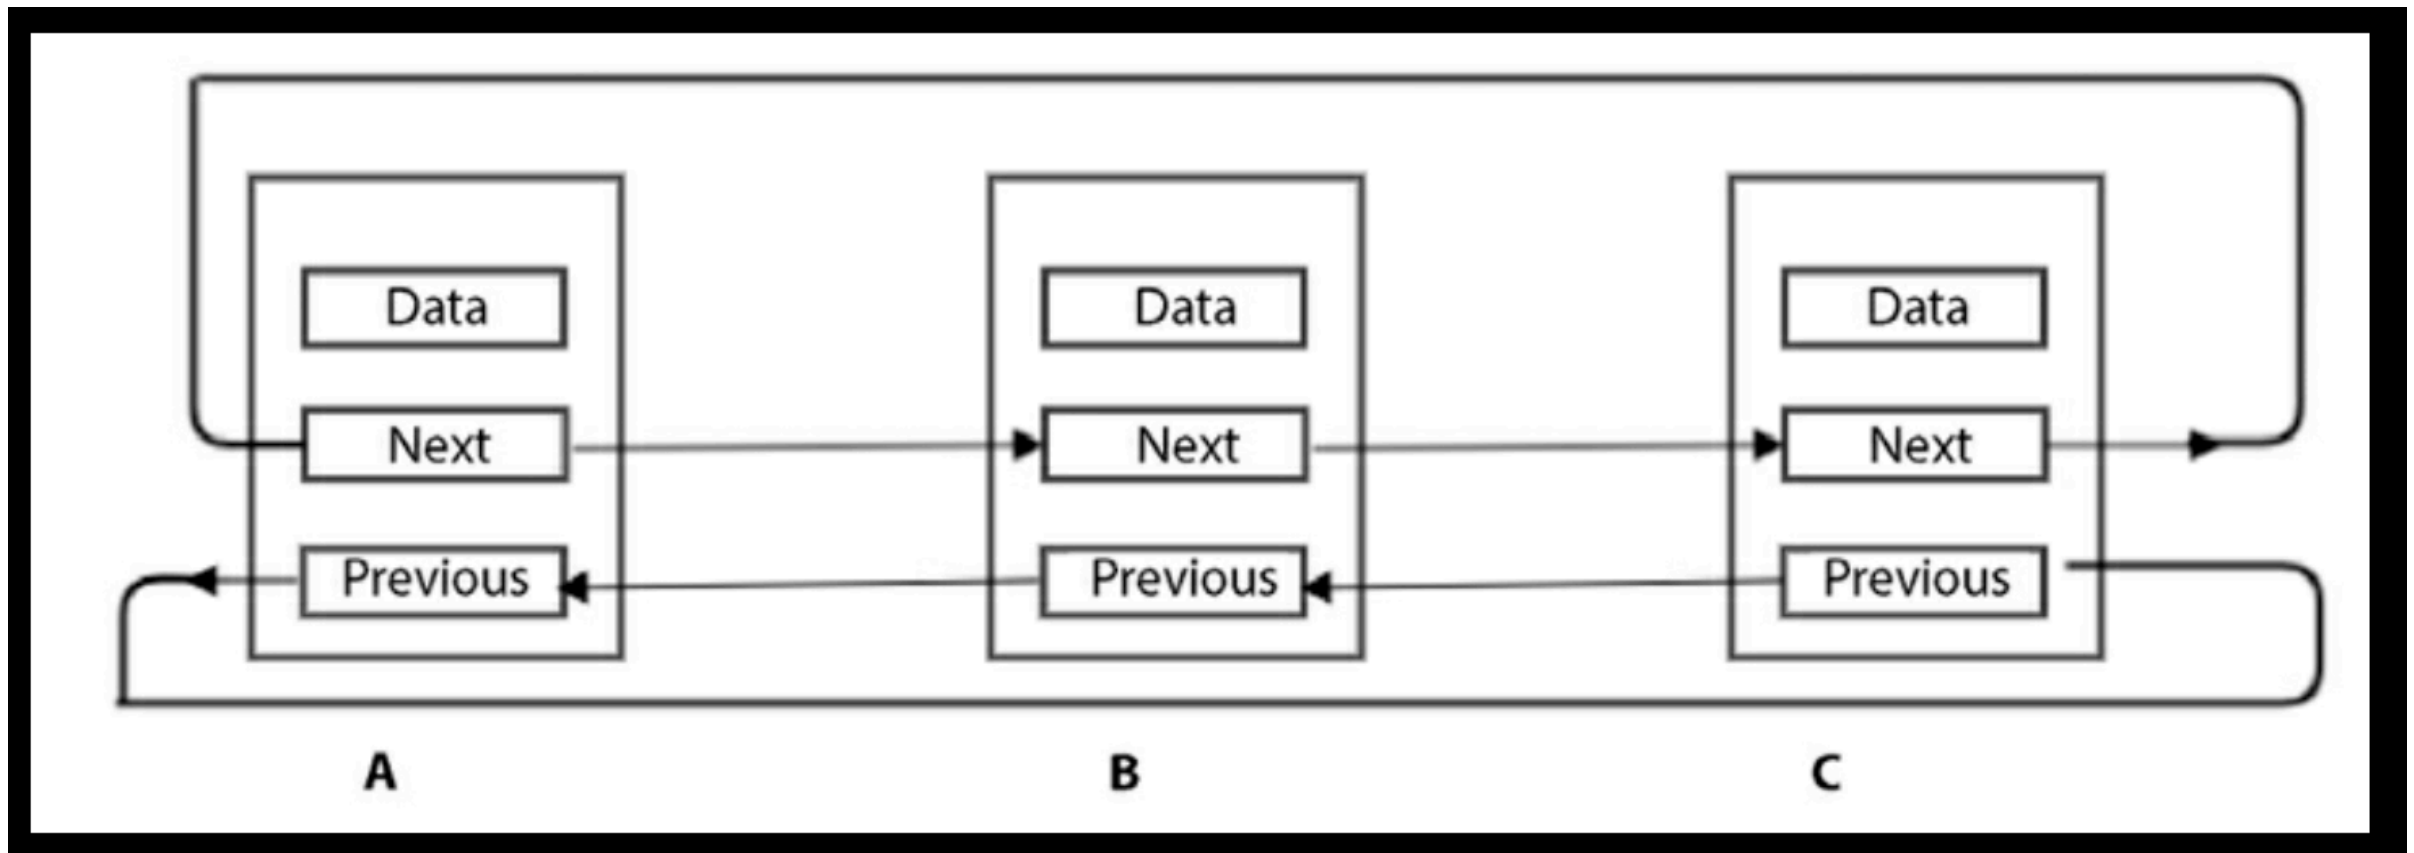 Data
Data
Data
Next
Next
Next
Previous
Previous
Previous
A
B
C